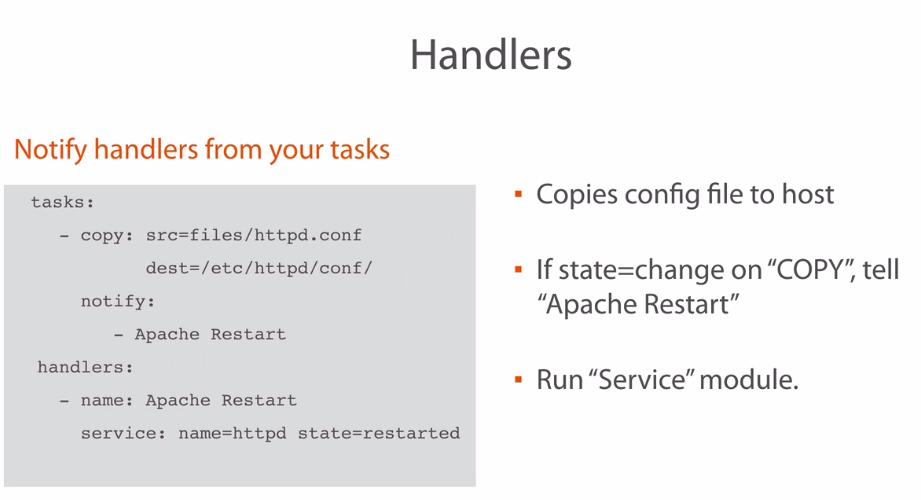 Handlers
Notify handlers from your tasks
tasks:
- copy: src=files/httpd.conf
dest=/etc/httpd/conf/
notify:
- Apache Restart
handlers:
- name: Apache Restart
service: name=httpd state=restarted
▪ Copies config file to host
▪ If state=change on “COPY”, tell
“Apache Restart”
▪ Run “Service” module.